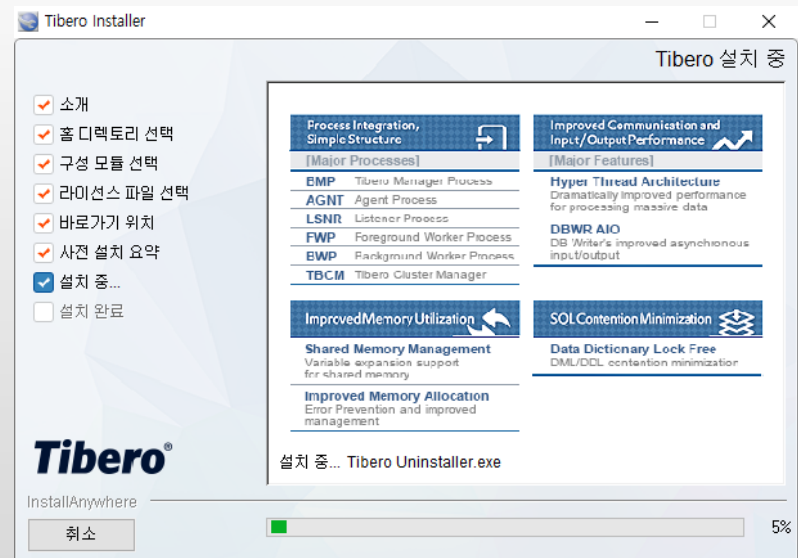 Tibero Installer
Tibero 설치 중
소개
홈 디렉토리 선택
구성 모듈 선택
라이선스 파일 선택
바로가기 위치
사전 설치 요약
설치 중...
설치 완료
Process Integration,
Simple Structure
[Major Processes]
BMP Tibero Manager Process
AGNT Agent Process
LSNR Listener Process
FWP Foreground Worker Process
BWP Background Worker Process
TBCM Tibero Cluster Manager
Improved Communication and
Input/Output Performance
[Major Features]
Hyper Thread Architecture
Dramatically improved performance
for processing massive data
DBWR AIO
DB Writer's improved asynchronous
input/output
Improved Memory Utilization
Shared Memory Management
Variable expansion support
for shared memory
Improved Memory Allocation
Error Prevention and improved
management
SQL Contention Minimization
Data Dictionary Lock Free
DML/DDL contention minimization
Tibero®
설치 중... Tibero Uninstaller.exe
InstallAnywhere
취소
5%